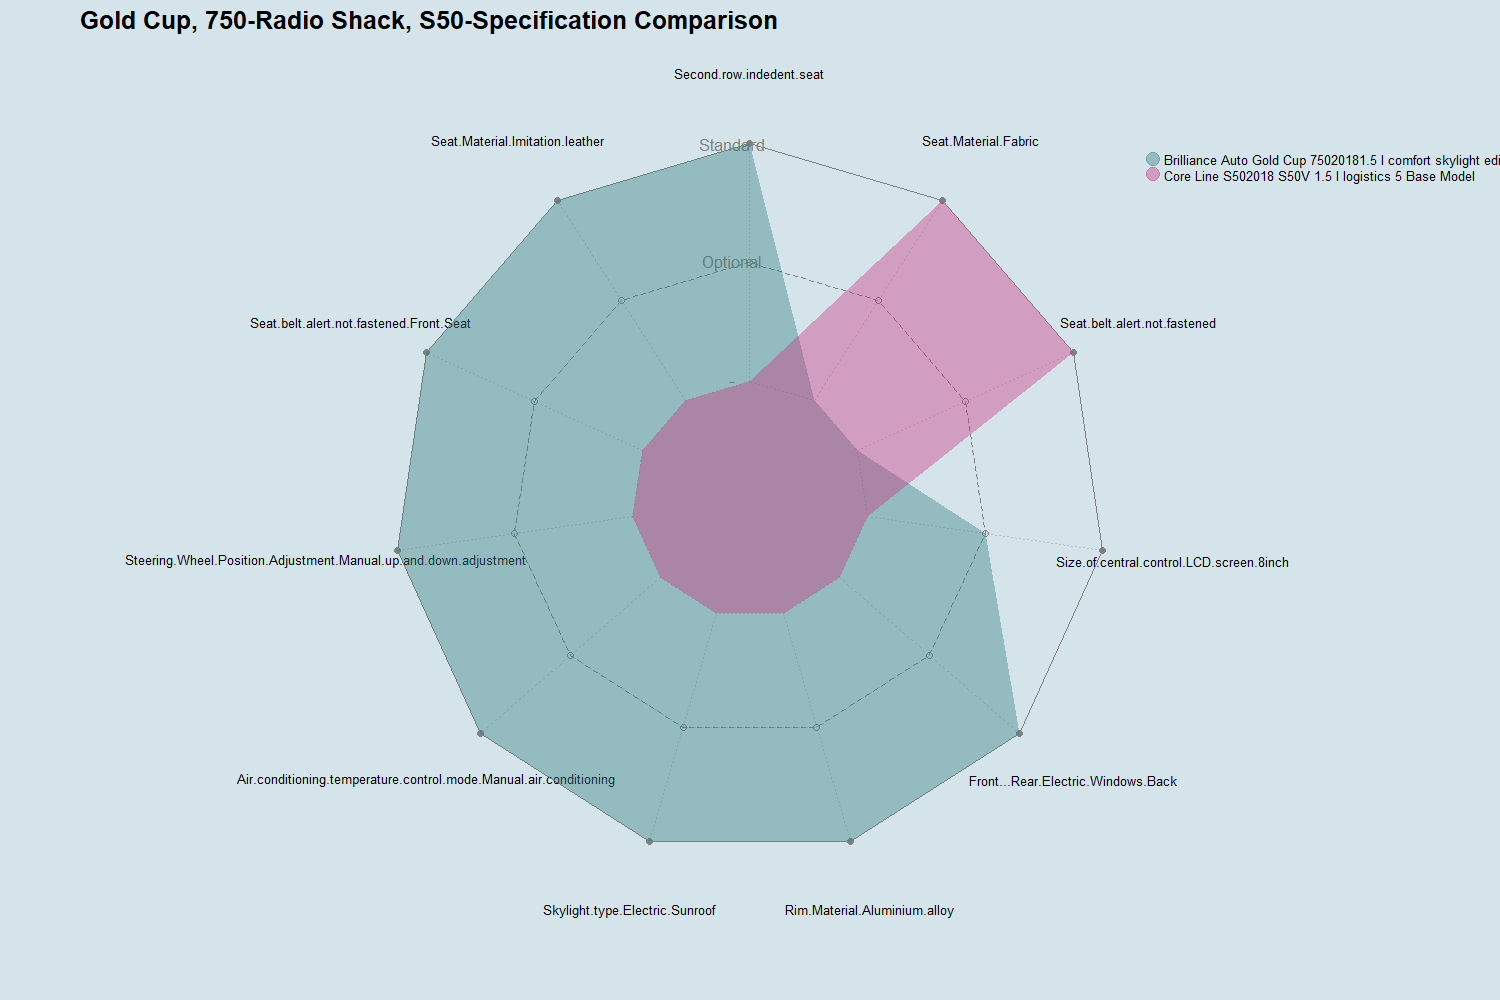 Gold Cup, 750-Radio Shack, S50-Specification Comparison
Second.row.indedent.seat
Seat.Material.Imitation.leather
Standard
Seat.Material.Fabric
Brilliance Auto Gold Cup 75020181.5 l comfort skylight edi
Core Line S502018 S50V 1.5 l logistics 5 Base Model
Optional
Seat.belt.alert.not.fastened.Front.Seat
Seat.belt.alert.not.fastened
-
Steering.Wheel.Position.Adjustment.Manual.up.and.down.adjustment
Size.of.central.control.LCD.screen.8inch
Air.conditioning.temperature.control.mode.Manual.air.conditioning
Front...Rear.Electric.Windows.Back
Skylight.type.Electric.Sunroof
Rim.Material.Aluminium.alloy